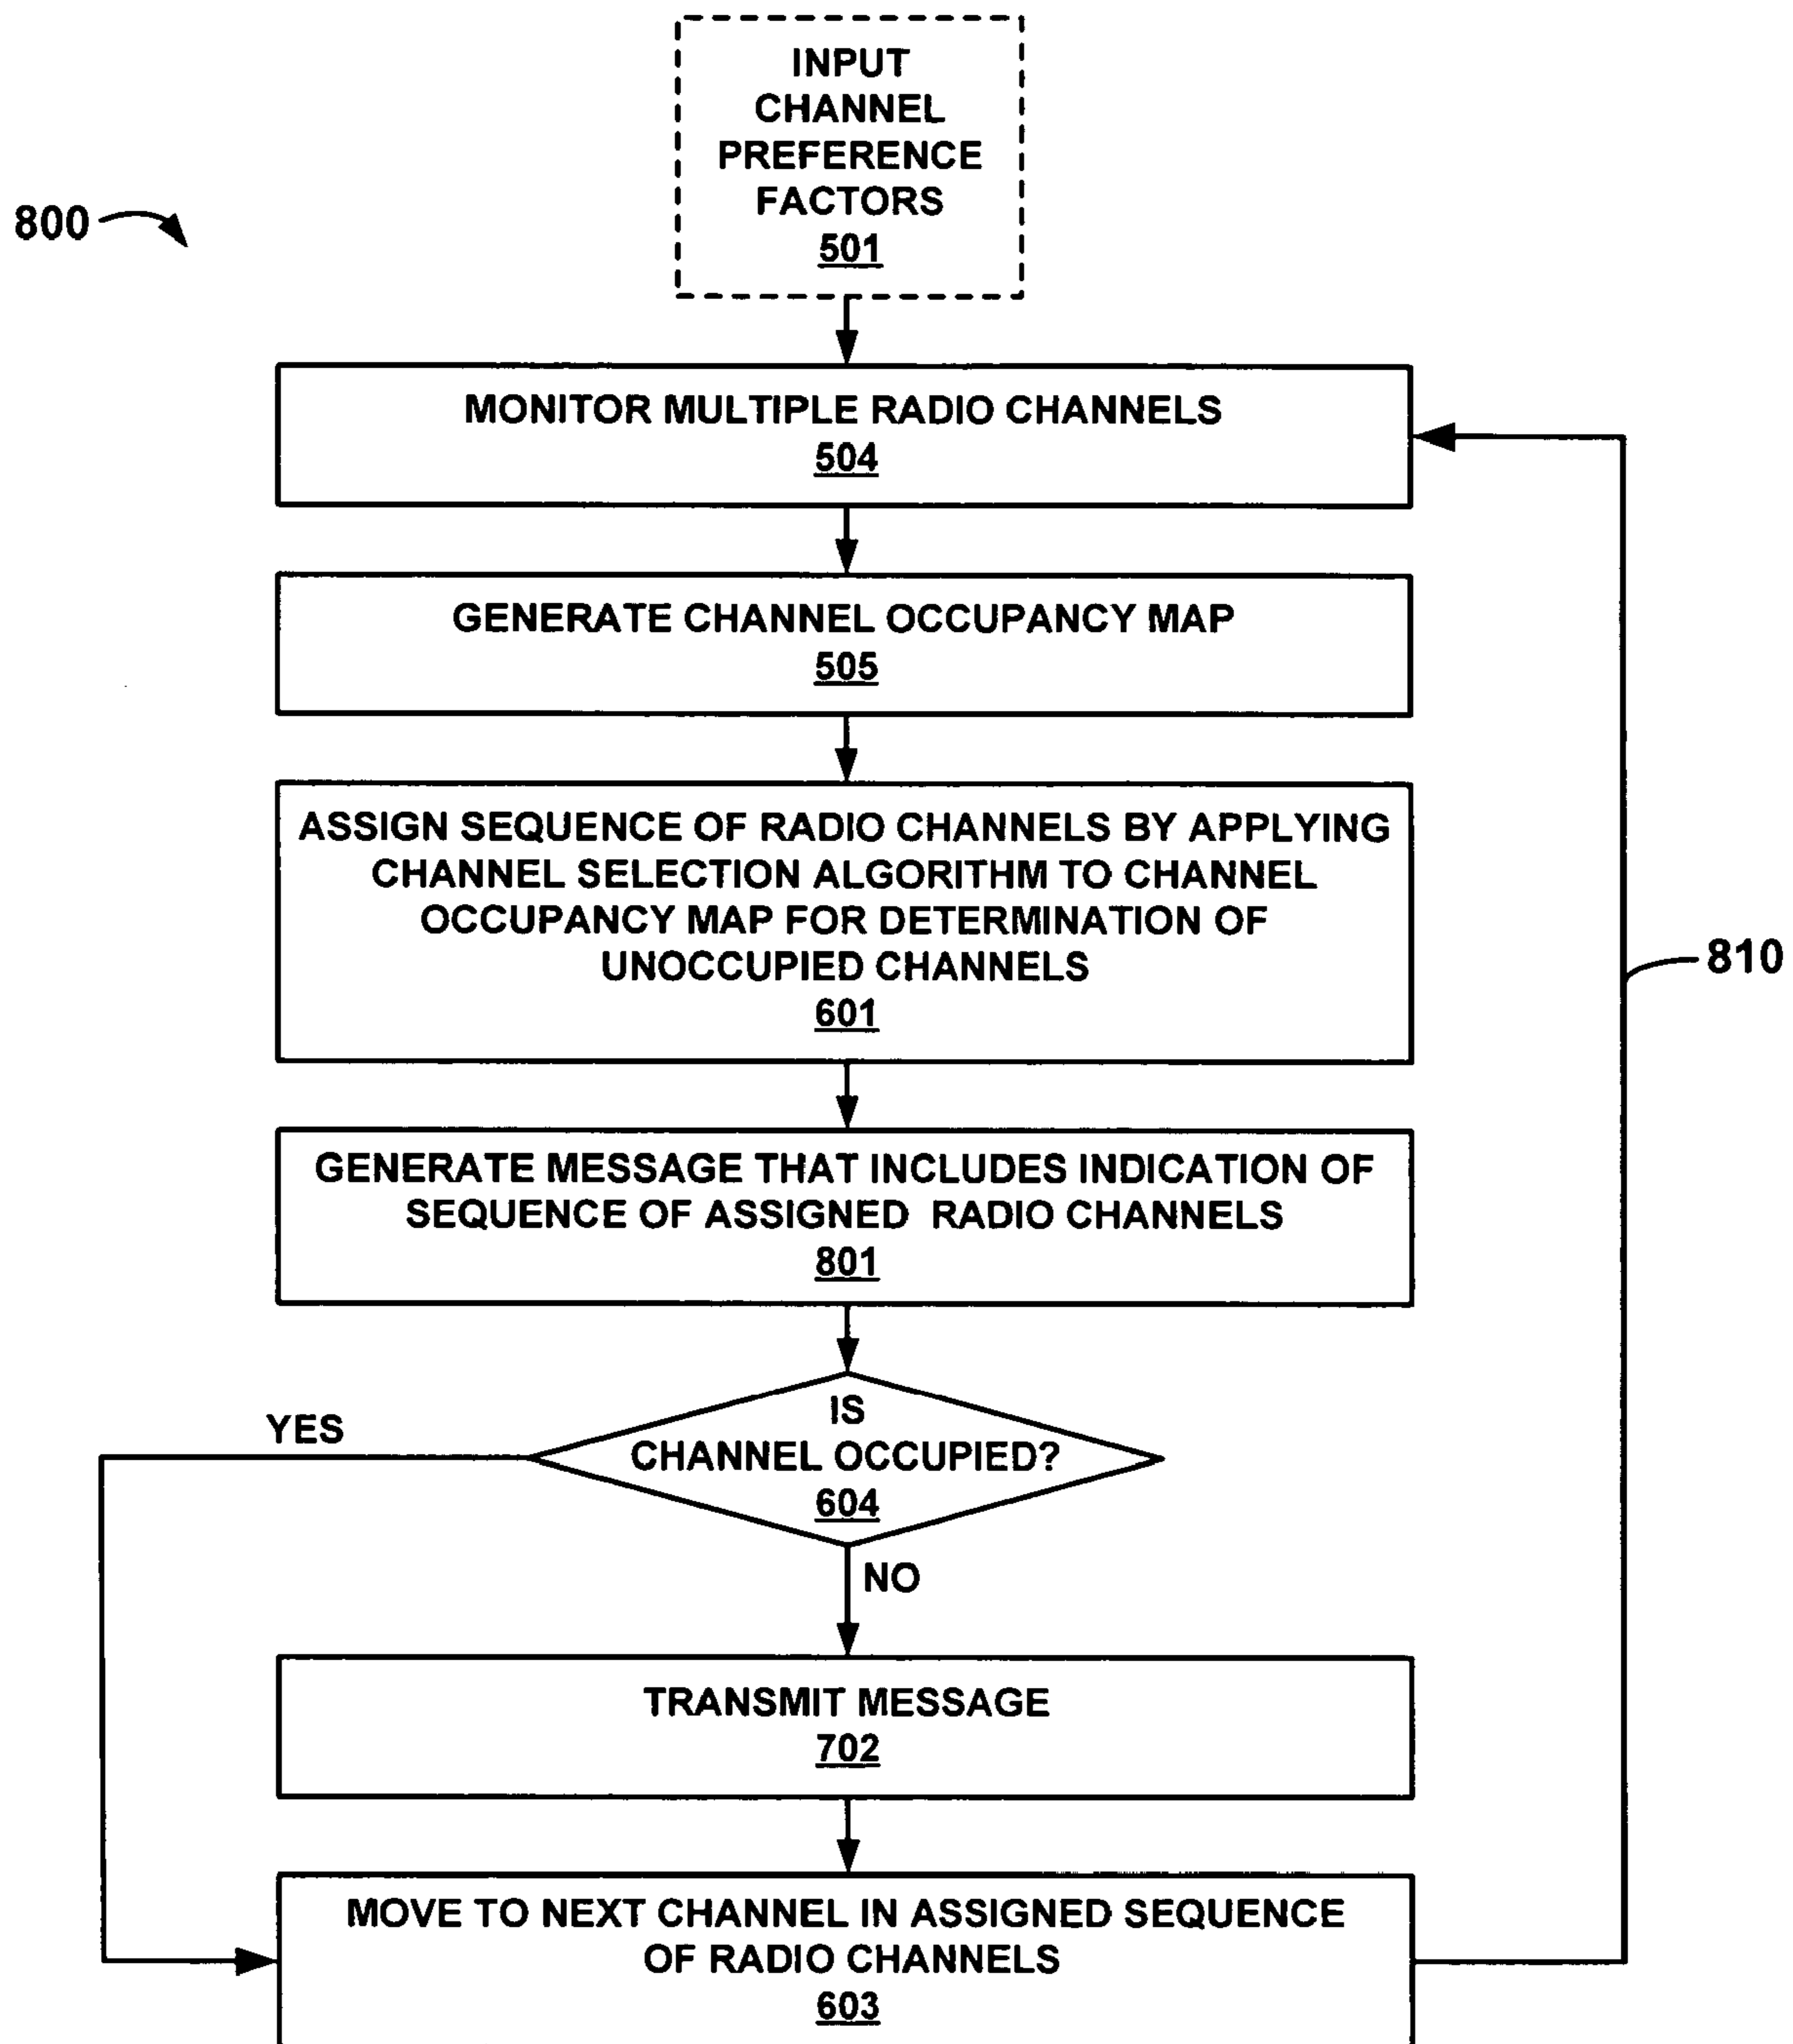 INPUT
CHANNEL
PREFERENCE
FACTORS
501
800
MONITOR MULTIPLE RADIO CHANNELS
504
GENERATE CHANNEL OCCUPANCY MAP
505
ASSIGN SEQUENCE OF RADIO CHANNELS BY APPLYING
CHANNEL SELECTION ALGORITHM TO CHANNEL
OCCUPANCY MAP FOR DETERMINATION OF
UNOCCUPIED CHANNELS
601
810
GENERATE MESSAGE THAT INCLUDES INDICATION OF
SEQUENCE OF ASSIGNED RADIO CHANNELS
801
IS
CHANNEL OCCUPIED?
604
YES
NO
TRANSMIT MESSAGE
702
MOVE TO NEXT CHANNEL IN ASSIGNED SEQUENCE
OF RADIO CHANNELS
603